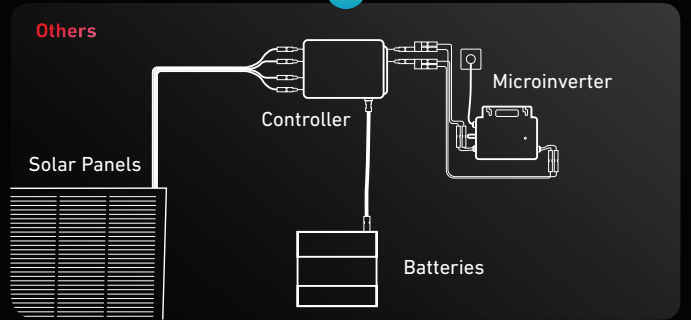 Others
Microinverter
Controller
Solar Panels
Batteries